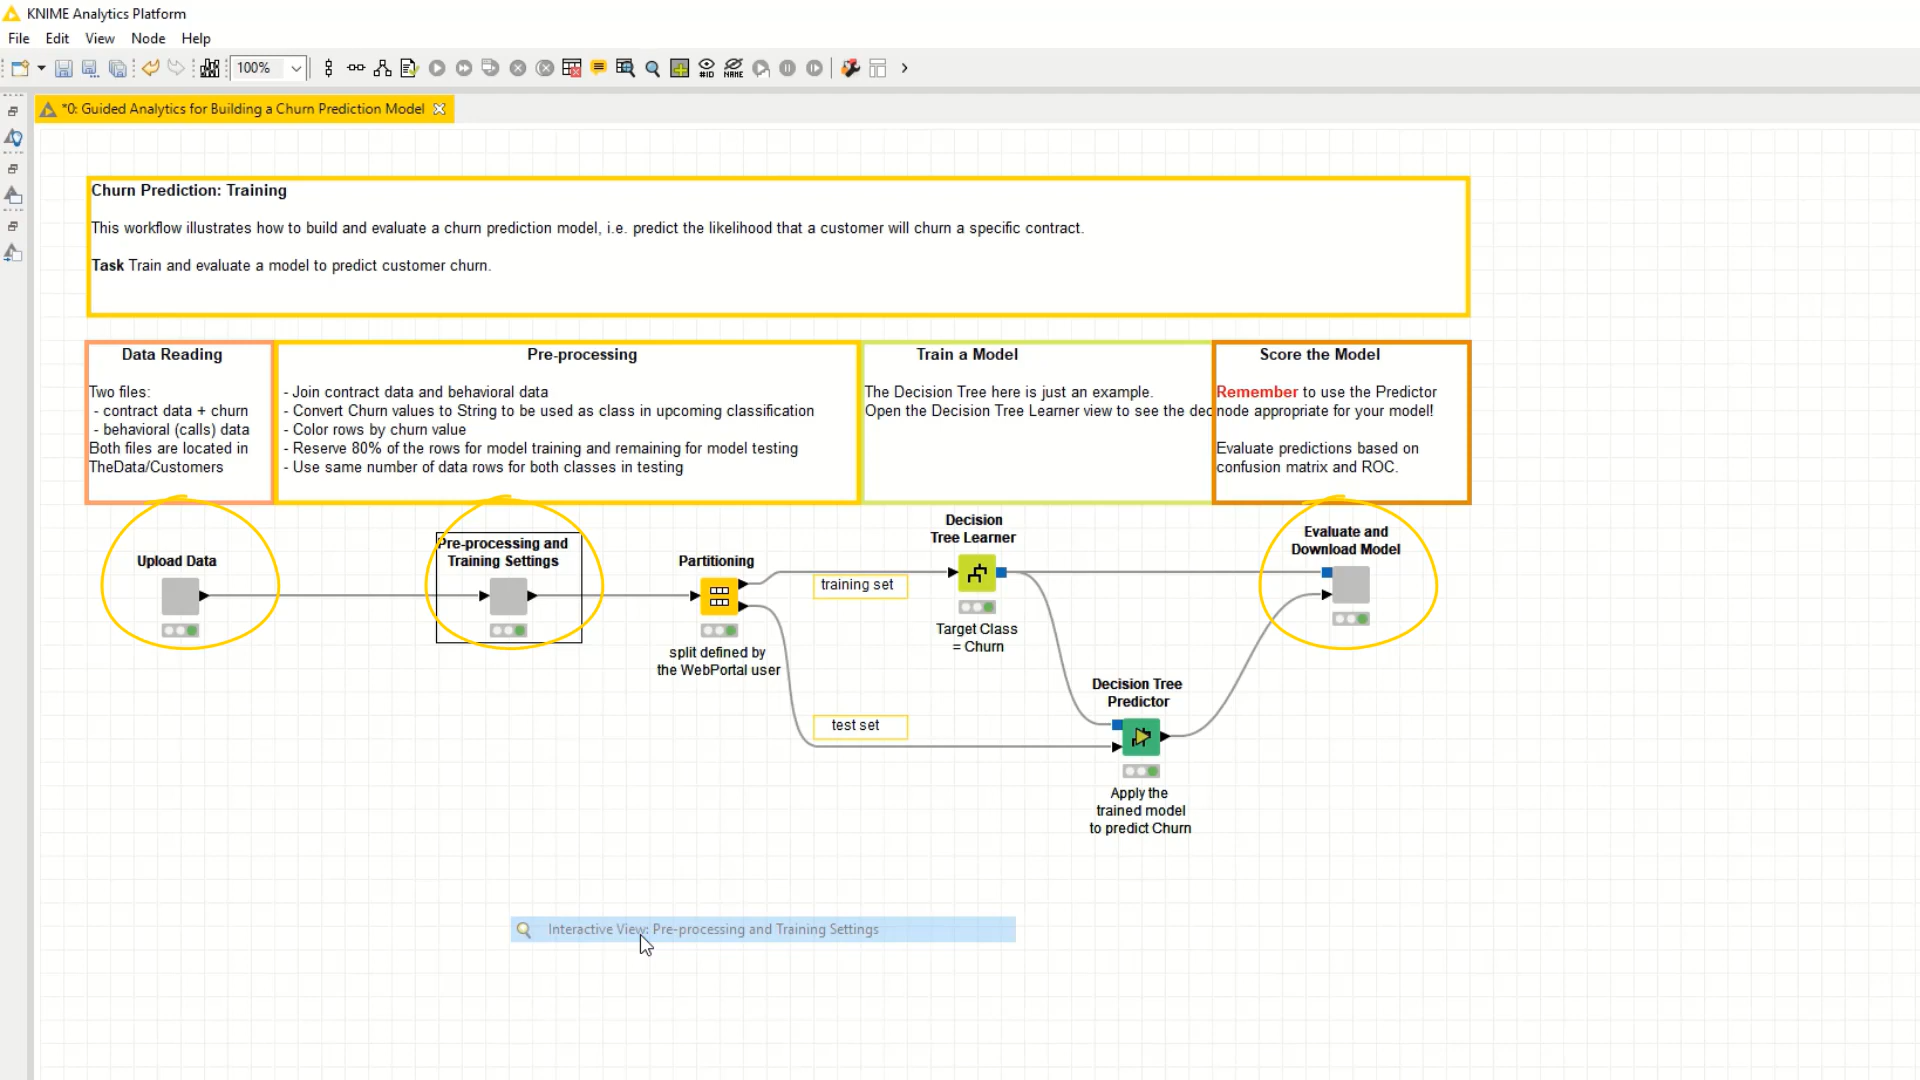 KNIME Analytics Platform
File Edit View Node Help
100%
#ID
NAME
*0: Guided Analytics for Building a Churn Prediction Model
Churn Prediction: Training
This workflow illustrates how to build and evaluate a churn prediction model, i.e. predict the likelihood that a customer will churn a specific contract.
Task Train and evaluate a model to predict customer churn.
Data Reading
Two files:
- contract data + churn
- behavioral (calls) data
Both files are located in
TheData/Customers
Pre-processing
- Join contract data and behavioral data
- Convert Churn values to String to be used as class in upcoming classification
- Color rows by churn value
- Reserve 80% of the rows for model training and remaining for model testing
- Use same number of data rows for both classes in testing
Train a Model
The Decision Tree here is just an example.
Open the Decision Tree Learner view to see the dec
Score the Model
Remember to use the Predictor
node appropriate for your model!
Evaluate predictions based on
confusion matrix and ROC.
Upload Data
Pre-processing and
Training Settings
Partitioning
split defined by
the WebPortal user
training set
test set
Decision
Tree Learner
Target Class
= Churn
Decision Tree
Predictor
Apply the
trained model
to predict Churn
Evaluate and
Download Model
Interactive View: Pre-processing and Training Settings